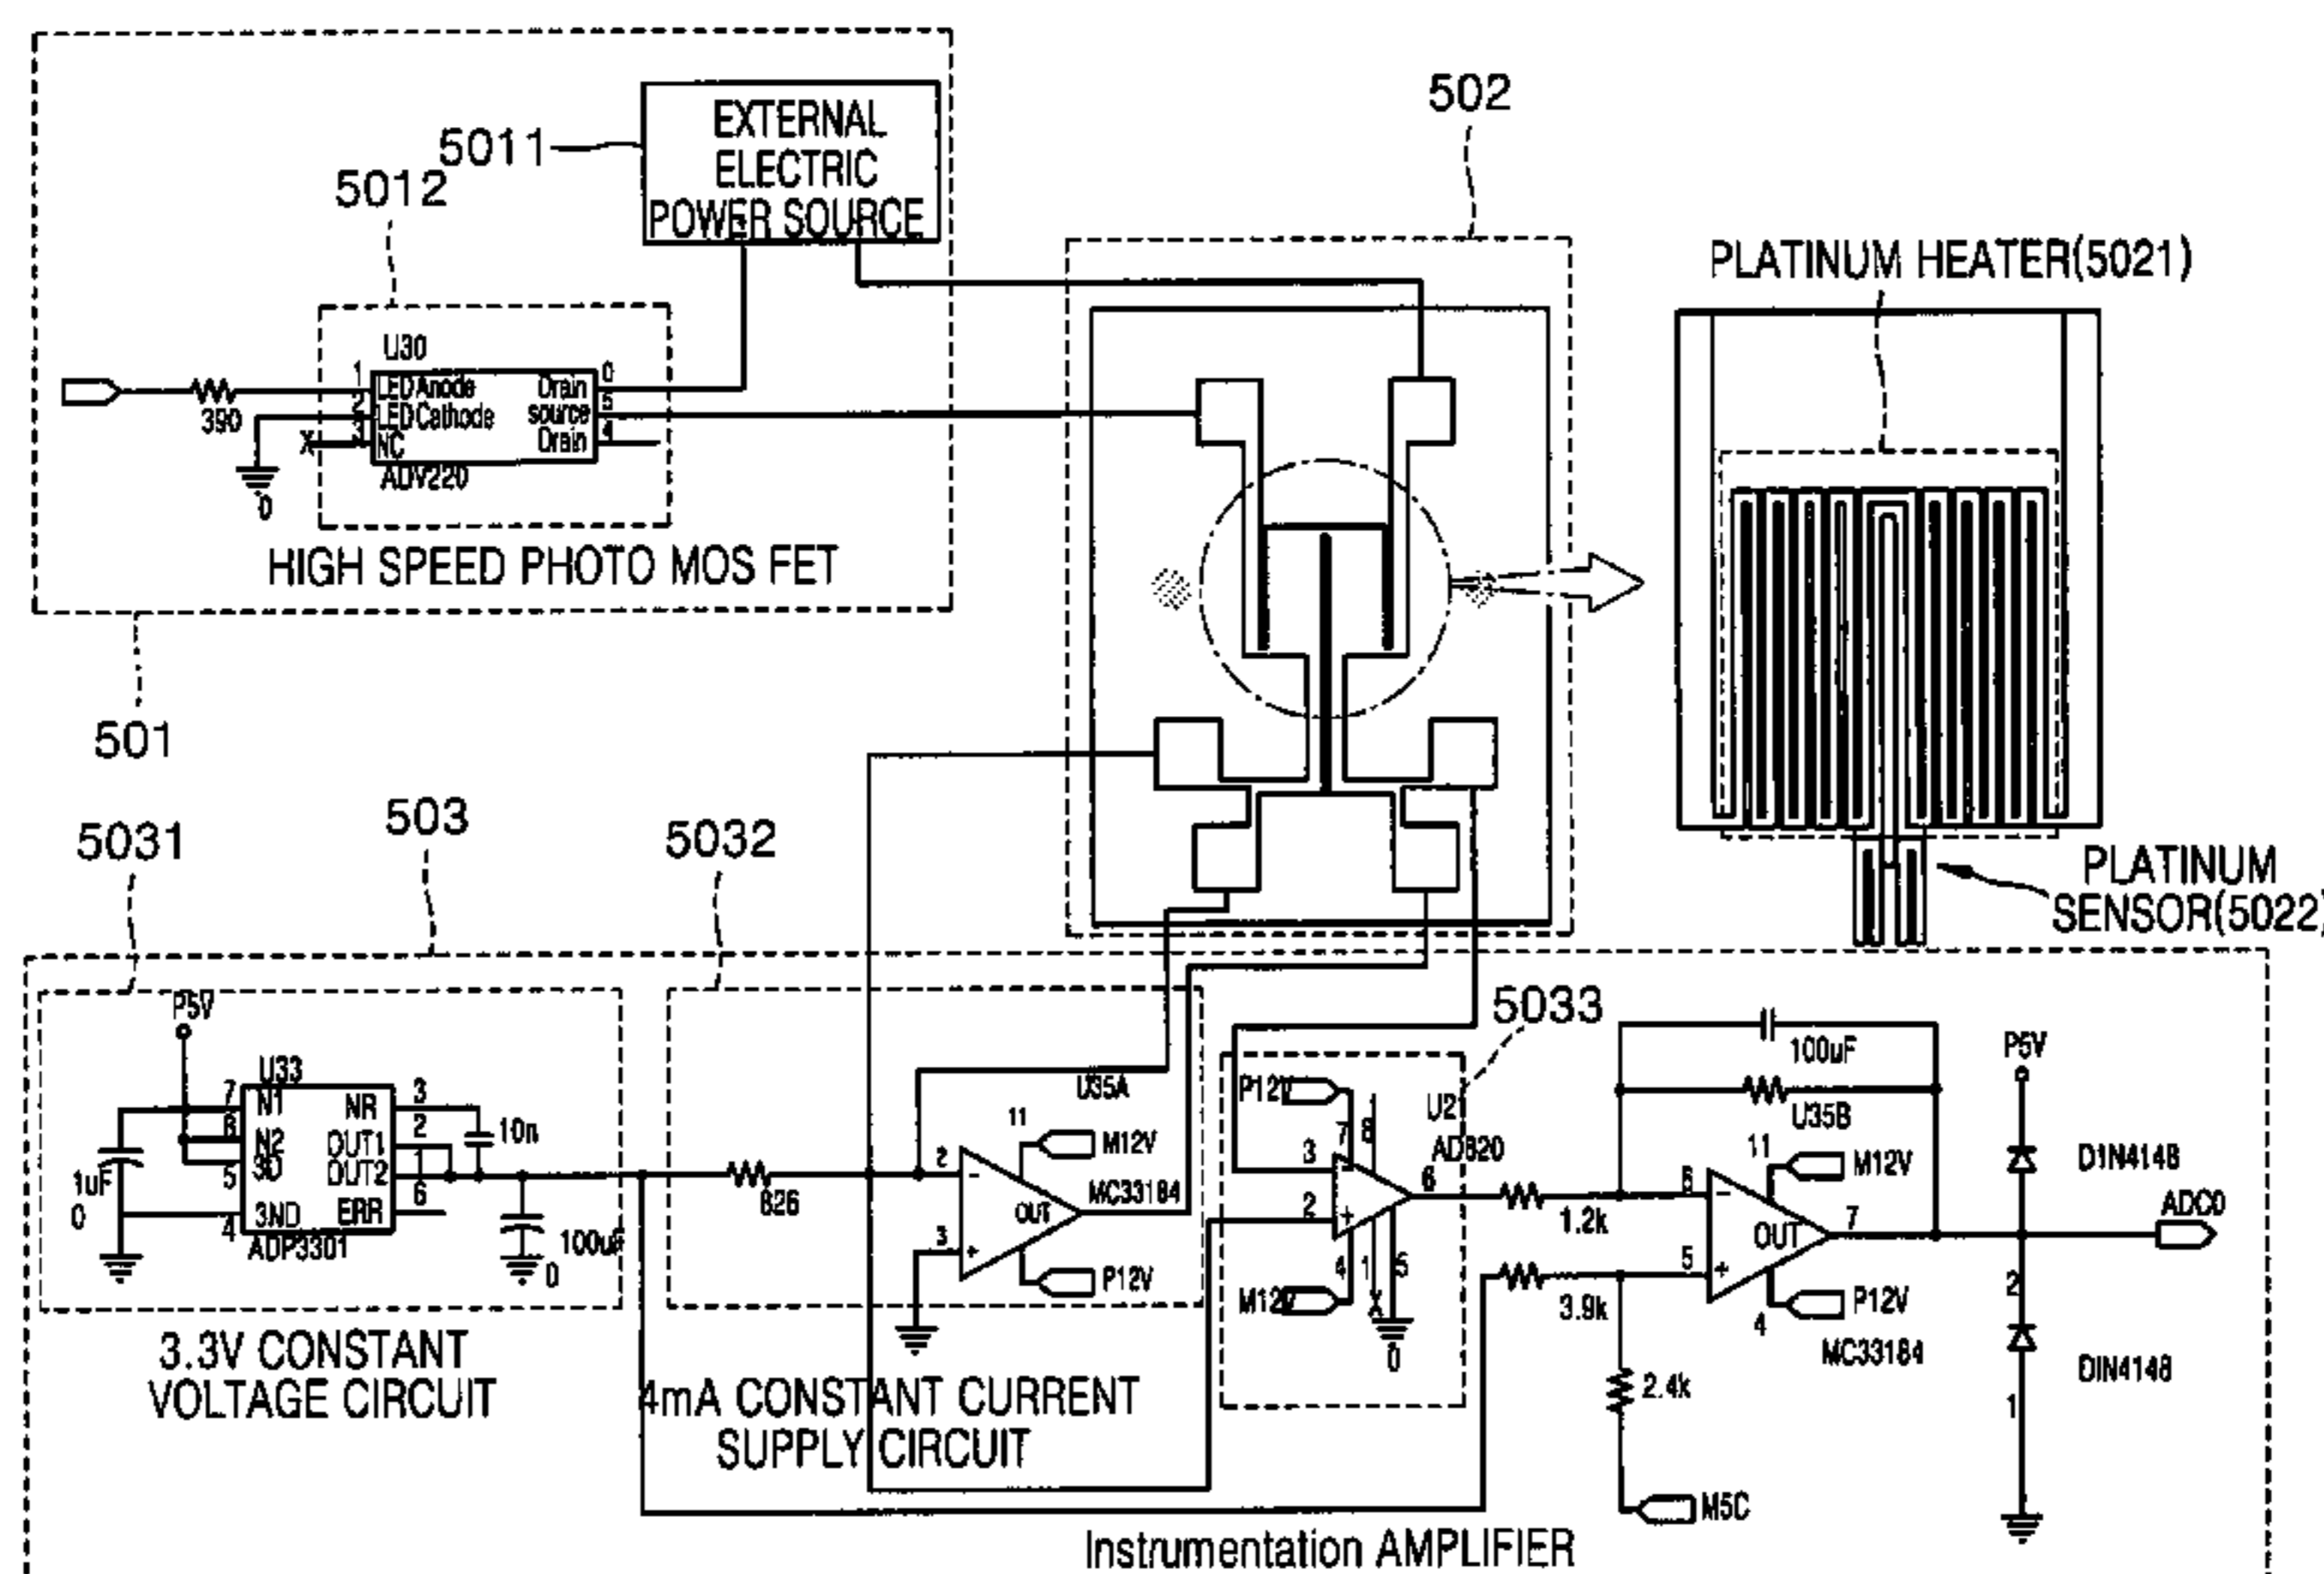 502
EXTERNAL
ELECTRIC
POWER SOURCE
5011
5012
PLATINUM HEATER(5021)
U30
1
LED Anode
Drain
2
LED Cathode
source
5
390
X
3
NC
Drain
4
ADV220
0
HIGH SPEED PHOTO MOS FET
501
5031
503
5032
PLATINUM
SENSOR(5022)
5033
P5V
U33
7
N1
NR
3
N2
OUT1
2
5
3D
OUT2
1
10n
1uF
0
4
3ND
ERR
6
ADP3301
100uF
0
826
U35A
11
M12V
2
-
OUT
MC33184
3
+
P12V
P12V
U2
7
8
AD820
3
6
2
+
4
1
5
M12V
X
0
100uF
U35B
1.2k
11
M12V
6
-
OUT
7
3.9k
5
+
P12V
4
MC33184
2.4k
M5C
P5V
D1N4148
ADC0
2
DIN4148
1
3.3V CONSTANT
VOLTAGE CIRCUIT
4mA CONSTANT CURRENT
SUPPLY CIRCUIT
Instrumentation AMPLIFIER